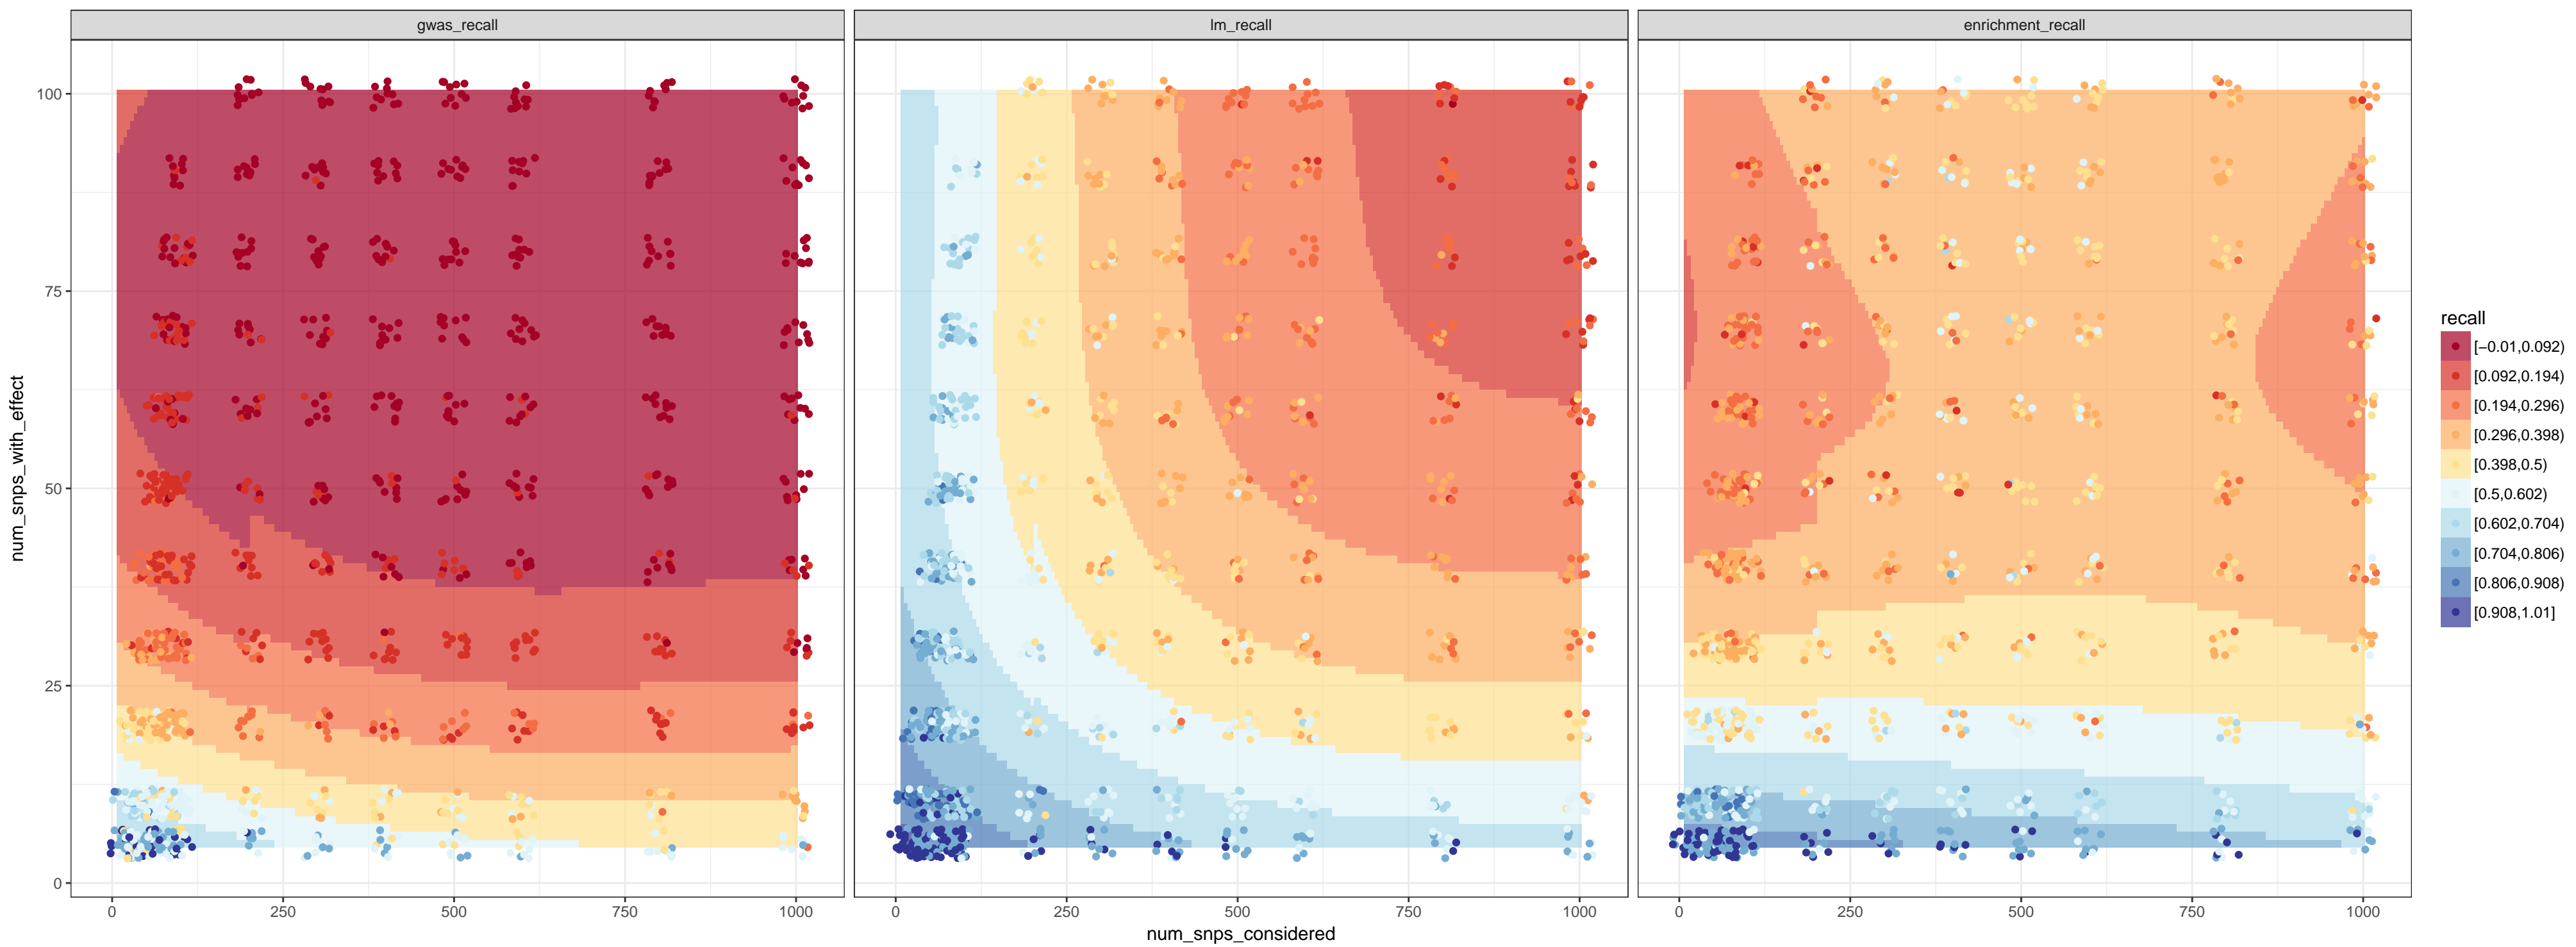 gwas_recall
lm_recall
enrichment_recall
100
75
50
25
0
num_snps_with_effect
0 250 500 750 1000
0 250 500 750 1000
0 250 500 750 1000
num_snps_considered
recall
[−0.01,0.092)
[0.092,0.194)
[0.194,0.296)
[0.296,0.398)
[0.398,0.5)
[0.5,0.602)
[0.602,0.704)
[0.704,0.806)
[0.806,0.908)
[0.908,1.01]